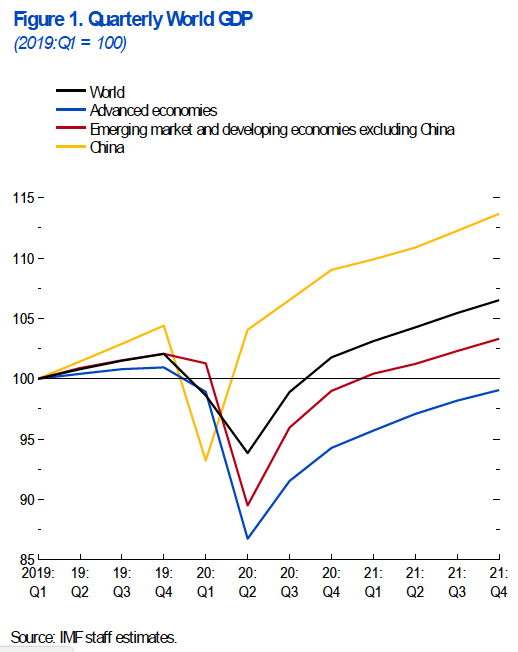 Figure 1. Quarterly World GDP
(2019:Q1 = 100)
World
Advanced economies
Emerging market and developing economies excluding China
China
115
110
105
100
95
90
85
2019: 19: 19: 19: 20: 20: 20: 20: 21: 21: 21: 21:
Q1 Q2 Q3 Q4 Q1 Q2 Q3 Q4 Q1 Q2 Q3 Q4
Source: IMF staff estimates.